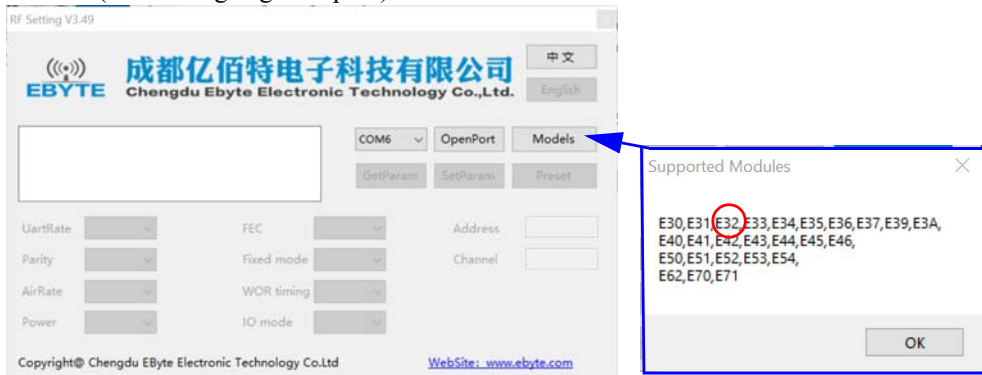 RF Setting V3.49
((•))
EBYTE
成都亿佰特电子科技有限公司
Chengdu Ebyte Electronic Technology Co.,Ltd.
中文
English
COM6
OpenPort
Models
GetParam
SetParam
Preset
UartRate
FEC
Address
Parity
Fixed mode
Channel
AirRate
WOR timing
Power
IO mode
Copyright@ Chengdu EByte Electronic Technology Co.Ltd
WebSite: www.ebyte.com
Supported Modules
E30,E31,E32,E33,E34,E35,E36,E37,E39,E3A,
E40,E41,E42,E43,E44,E45,E46,
E50,E51,E52,E53,E54,
E62,E70,E71
OK